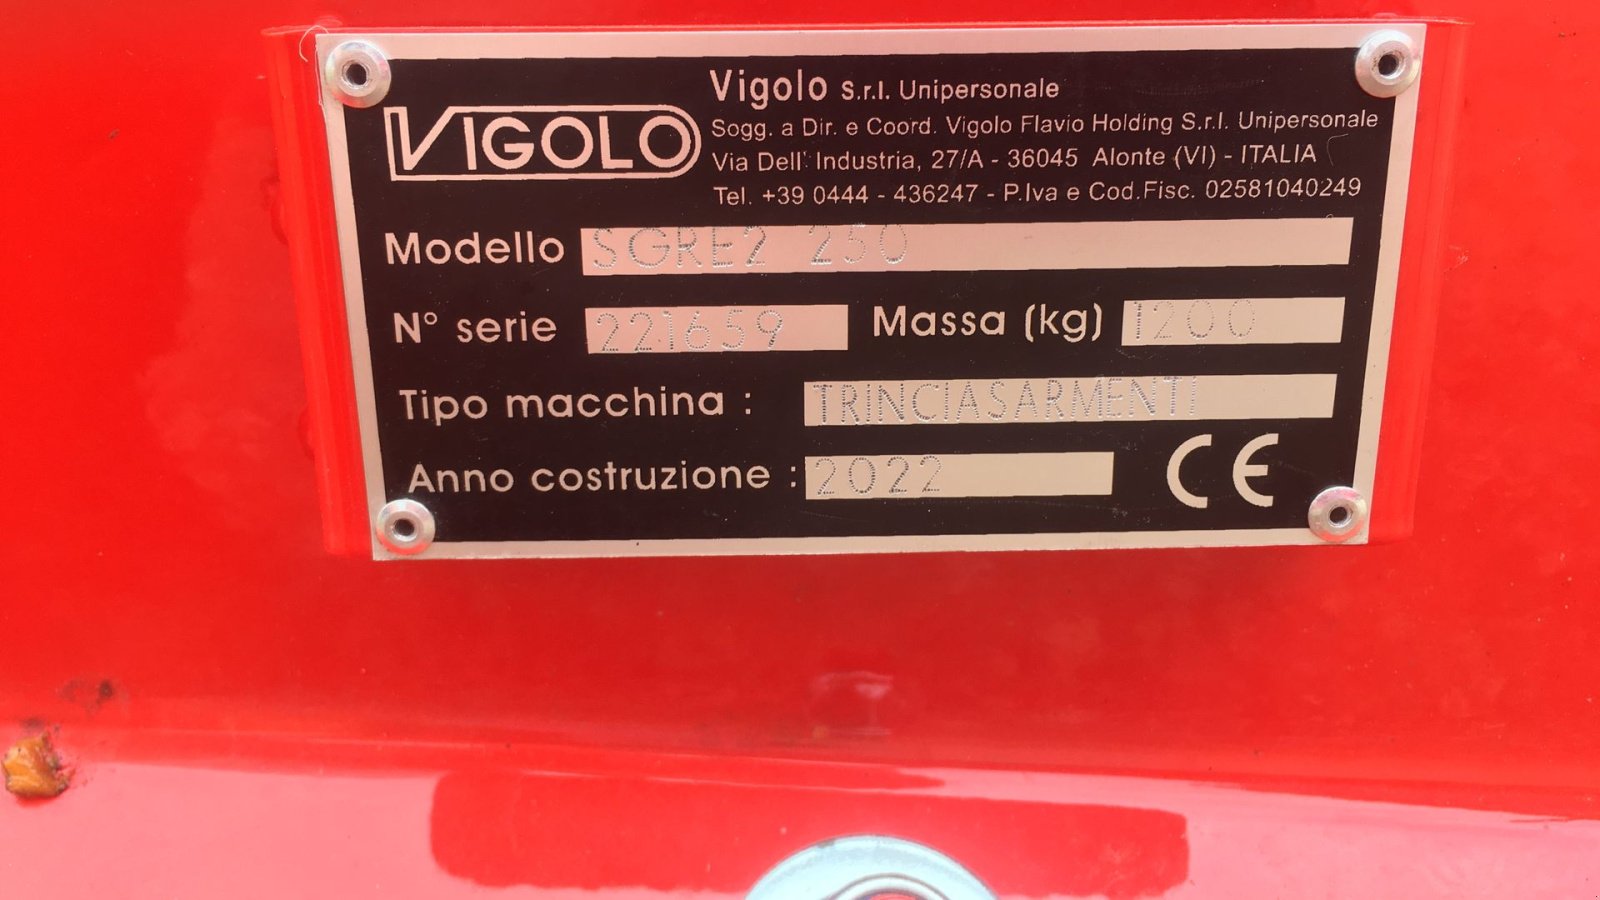 VIGOLO
Vigolo S.r.l. Unipersonale
Sogg. a Dir. e Coord. Vigolo Flavio Holding S.r.l. Unipersonale
Via Dell' Industria, 27/A - 36045 Alonte (VI) - ITALIA
Tel. +39 0444 - 436247 - P.Iva e Cod.Fisc. 02581040249
Modello SGRE2 250
N° serie 221659 Massa (kg) 1200
Tipo macchina : TRINCIASARMENTI
Anno costruzione : 2022 CE